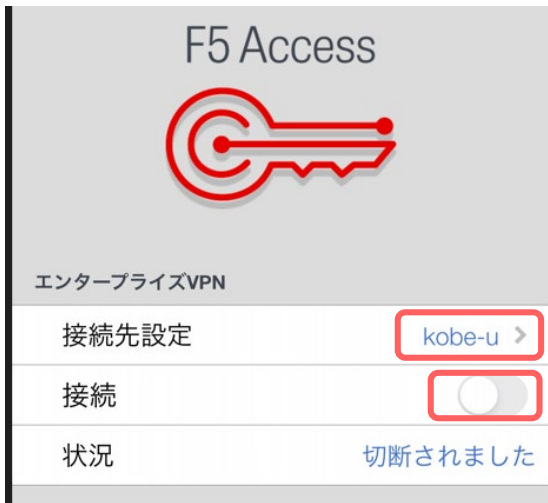 F5 Access
エンタープライズVPN
接続先設定 kobe-u >
接続
状況 切断されました